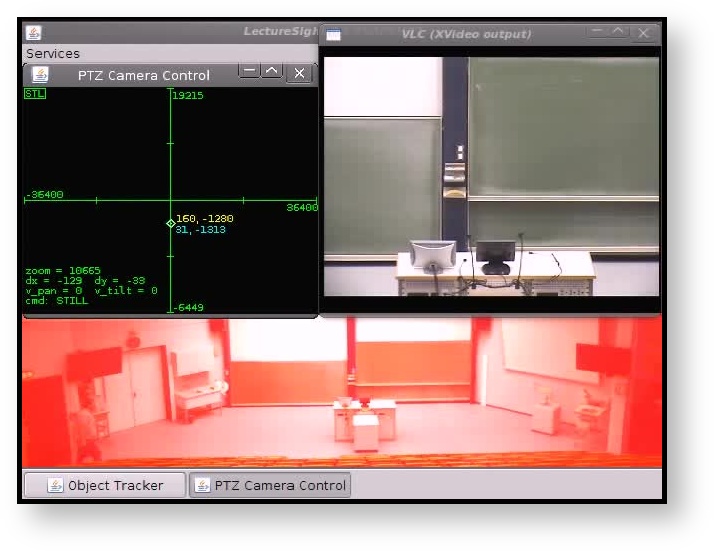 LectureSigh
VLC (XVideo output)
Services
PTZ Camera Control
STL
19215
-36400
36400
160, -1280
31, -1313
zoom = 10665
dx = -129 dy = -33
v_pan = 0 v_tilt = 0
cmd: STILL
-6449
Object Tracker
PTZ Camera Control